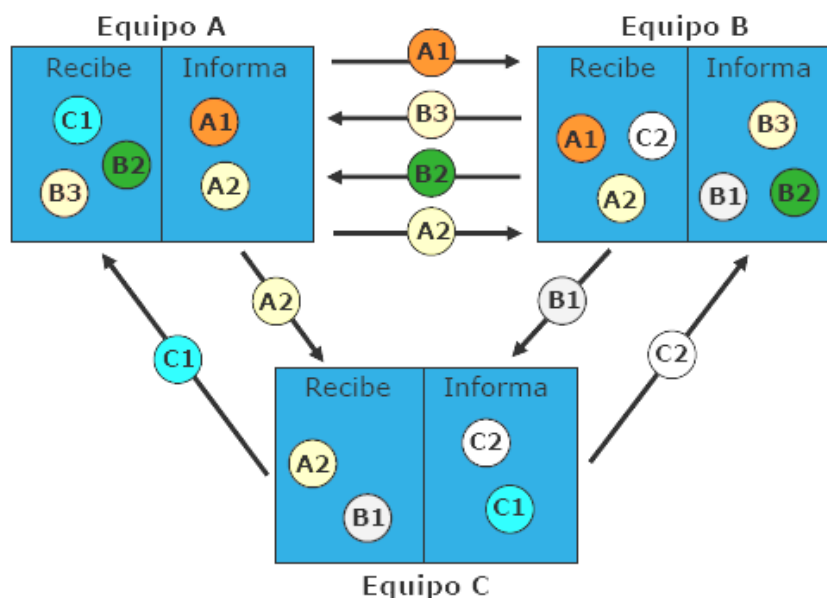 Equipo A
Recibe
Informa
C1
B2
B3
A1
A2
A1
B3
B2
A2
Equipo B
Recibe
Informa
A1
C2
A2
B3
B1
B2
A2
B1
C1
C2
Recibe
Informa
A2
B1
C2
C1
Equipo C